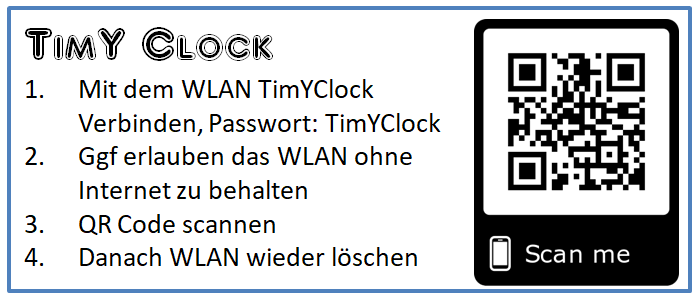 TimY Clock
1. Mit dem WLAN TimYClock
Verbinden, Passwort: TimYClock
2. Ggf erlauben das WLAN ohne
Internet zu behalten
3. QR Code scannen
4. Danach WLAN wieder löschen
Scan me